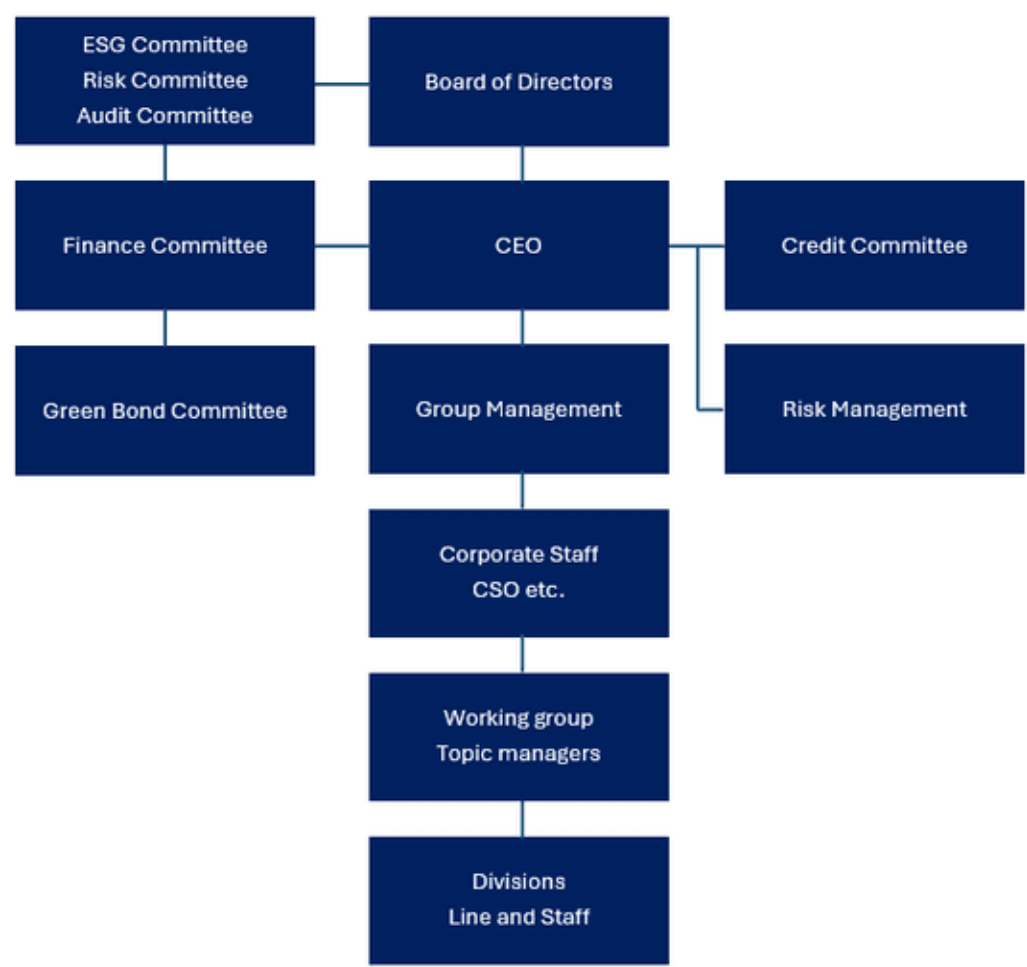 ESG Committee
Risk Committee
Audit Committee
Board of Directors
Finance Committee
CEO
Credit Committee
Green Bond Committee
Group Management
Risk Management
Corporate Staff
CSO etc.
Working group
Topic managers
Divisions
Line and Staff